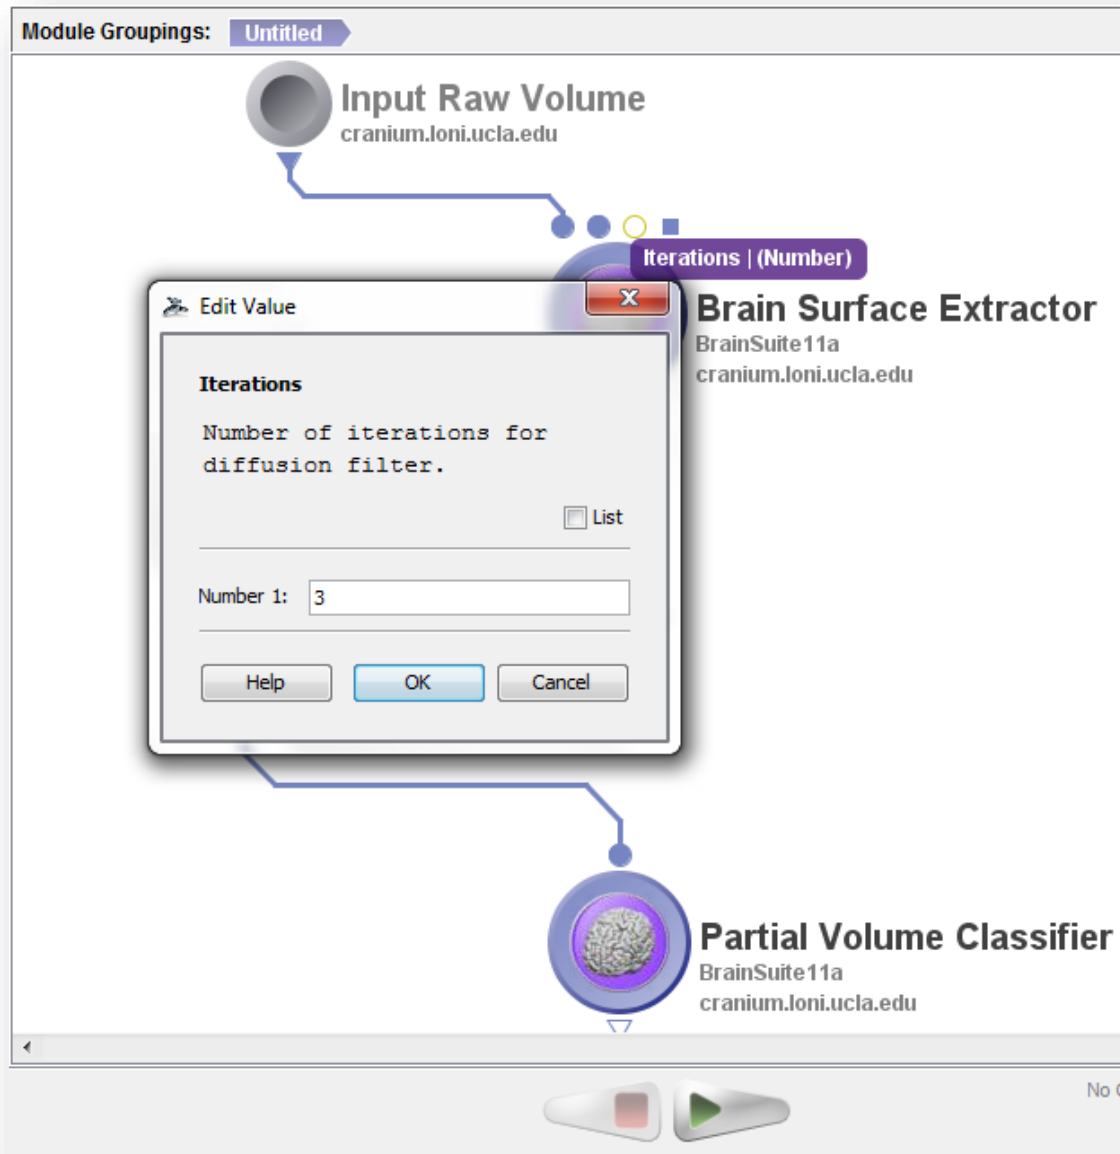 Module Groupings: Untitled
Input Raw Volume
cranium.loni.ucla.edu
Iterations | (Number)
Brain Surface Extractor
BrainSuite11a
cranium.loni.ucla.edu
Edit Value
Iterations
Number of iterations for
diffusion filter.
List
Number 1: 3
Help OK Cancel
Partial Volume Classifier
BrainSuite11a
cranium.loni.ucla.edu
No